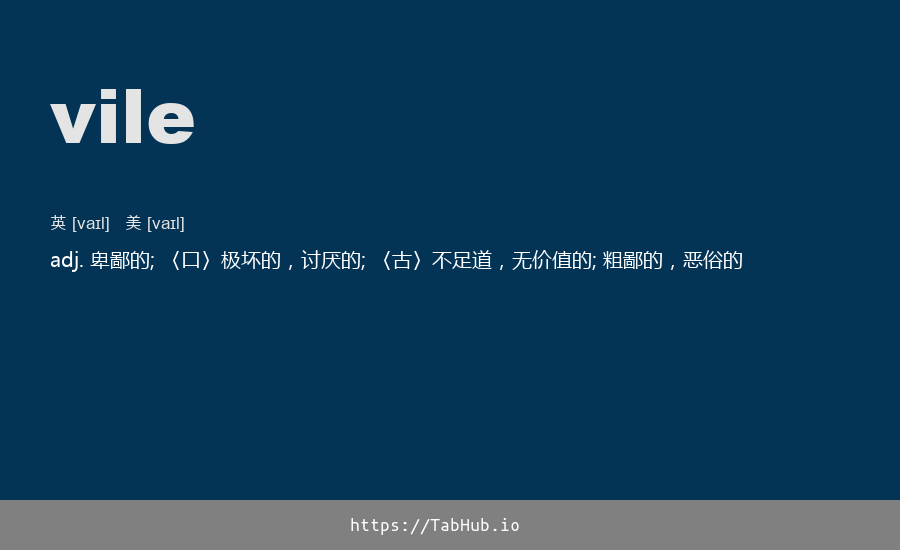 vile
英 [vaɪl] 美 [vaɪl]
adj. 卑鄙的; 〈口〉极坏的，讨厌的; 〈古〉不足道，无价值的; 粗鄙的，恶俗的
https://TabHub.io